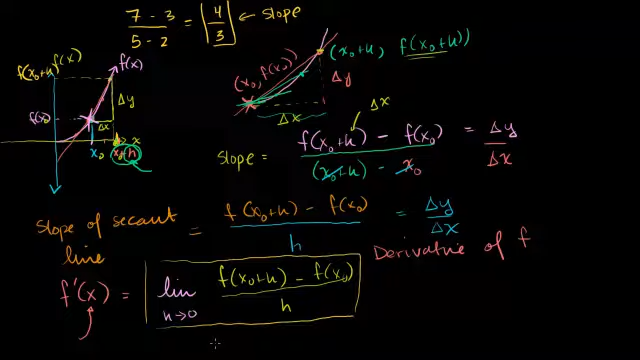 7 - 3 / 5 - 2 = 4/3 ← Slope
f(x₀+h) f(x)
f(x)
f(x₀)
Δy
Δx
x
x₀
x₀+h
(x₀+h, f(x₀+h))
(x₀, f(x₀))
Δy
Δx
Δx
slope = f(x₀+h) - f(x₀) / (x₀+h) - x₀ = Δy/Δx
Slope of secant line = f(x₀+h) - f(x₀) / h = Δy/Δx
Derivative of f
f'(x) = lim h→0 f(x₀+h) - f(x₀) / h